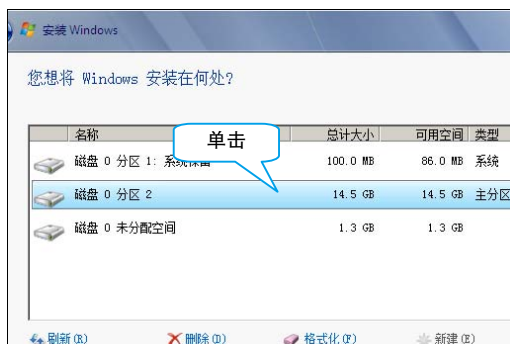 安装 Windows
您想将 Windows 安装在何处?
名称 总计大小 可用空间 类型
单击
磁盘 0 分区 1: 系统保留 100.0 MB 86.0 MB 系统
磁盘 0 分区 2 14.5 GB 14.5 GB 主分区
磁盘 0 未分配空间 1.3 GB 1.3 GB
刷新(R) 删除(D) 格式化(F) 新建(E)